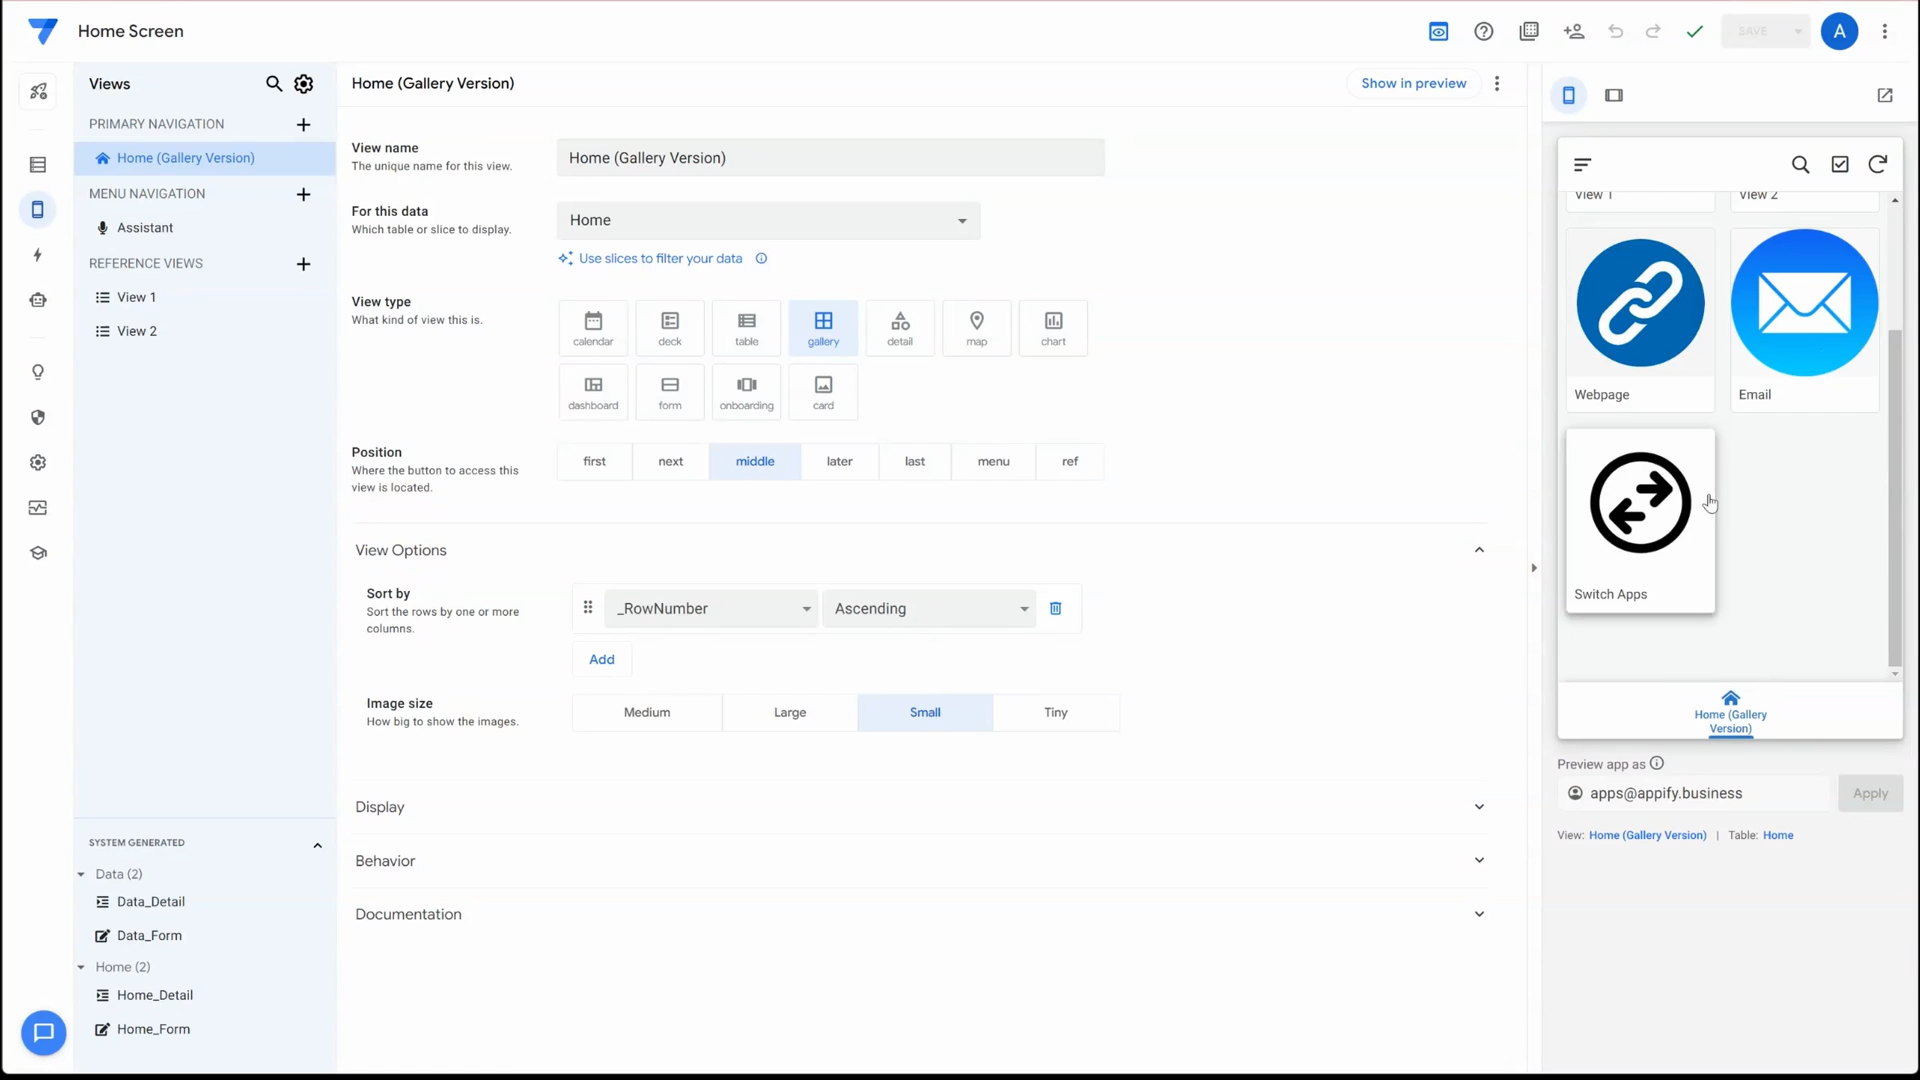 Home Screen
SAVE
A
Views
PRIMARY NAVIGATION
Home (Gallery Version)
MENU NAVIGATION
Assistant
REFERENCE VIEWS
View 1
View 2
SYSTEM GENERATED
Data (2)
Data_Detail
Data_Form
Home (2)
Home_Detail
Home_Form
Home (Gallery Version)
Show in preview
View name
The unique name for this view.
Home (Gallery Version)
For this data
Which table or slice to display.
Home
Use slices to filter your data
View type
What kind of view this is.
calendar
deck
table
gallery
detail
map
chart
dashboard
form
onboarding
card
Position
Where the button to access this
view is located.
first
next
middle
later
last
menu
ref
View Options
Sort by
Sort the rows by one or more
columns.
_RowNumber
Ascending
Add
Image size
How big to show the images.
Medium
Large
Small
Tiny
Display
Behavior
Documentation
View 1
View 2
Webpage
Email
Switch Apps
Home (Gallery
Version)
Preview app as
apps@appify.business
Apply
View: Home (Gallery Version) | Table: Home